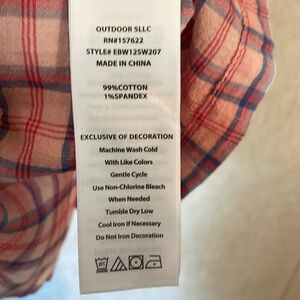 OUTDOOR 5LLC
RN#157622
STYLE# EBW125W207
MADE IN CHINA
99%COTTON
1%SPANDEX
EXCLUSIVE OF DECORATION
Machine Wash Cold
With Like Colors
Gentle Cycle
Use Non-Chlorine Bleach
When Needed
Tumble Dry Low
Cool Iron If Necessary
Do Not Iron Decoration